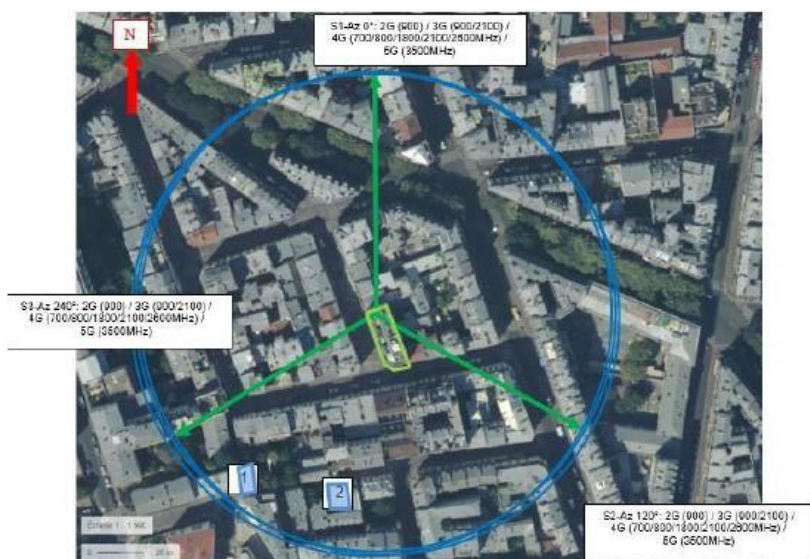 N
S1-Az 0°: 2G (900) / 3G (900/2100) /
4G (700/800/1800/2100/2600MHz) /
5G (3500MHz)
S3-Az 240°: 2G (900) / 3G (900/2100) /
4G (700/800/1800/2100/2600MHz) /
5G (3500MHz)
1
2
S2-Az 120°: 2G (900) / 3G (900/2100) /
4G (700/800/1800/2100/2600MHz) /
5G (3500MHz)
0